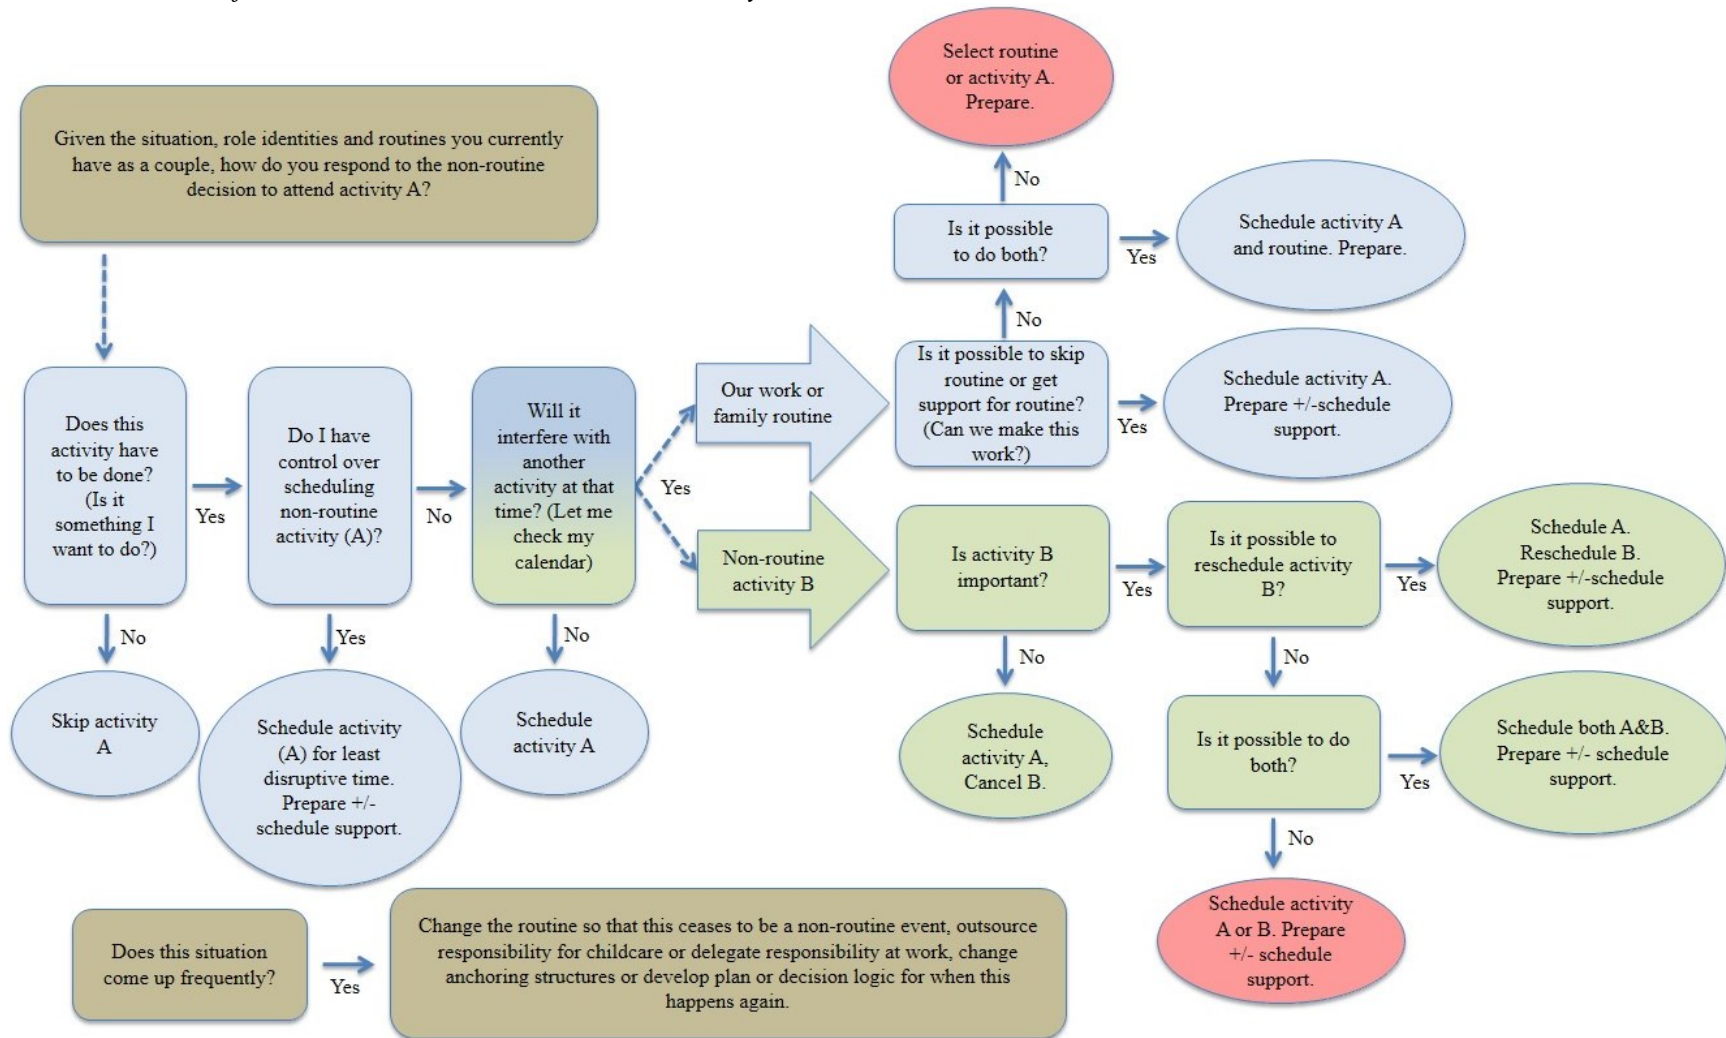 Select routine
or activity A.
Prepare.
Given the situation, role identities and routines you currently
have as a couple, how do you respond to the non-routine
decision to attend activity A?
No
Is it possible
to do both?
Yes
Schedule activity A
and routine. Prepare.
No
Does this
activity have
to be done?
(Is it
something I
want to do?)
Yes
No
Skip activity
A
Do I have
control over
scheduling
non-routine
activity (A)?
No
Yes
Schedule activity
(A) for least
disruptive time.
Prepare +/-
schedule support.
Will it
interfere with
another
activity at that
time? (Let me
check my
calendar)
Yes
No
Schedule
activity A
Our work or
family routine
Is it possible to skip
routine or get
support for routine?
(Can we make this
work?)
Yes
Schedule activity A.
Prepare +/-schedule
support.
Non-routine
activity B
Is activity B
important?
Yes
No
Schedule
activity A,
Cancel B.
Is it possible to
reschedule activity
B?
Yes
Schedule A.
Reschedule B.
Prepare +/-schedule
support.
No
Is it possible to do
both?
Yes
Schedule both A&B.
Prepare +/- schedule
support.
No
Schedule activity
A or B. Prepare
+/- schedule
support.
Does this situation
come up frequently?
Yes
Change the routine so that this ceases to be a non-routine event, outsource
responsibility for childcare or delegate responsibility at work, change
anchoring structures or develop plan or decision logic for when this
happens again.